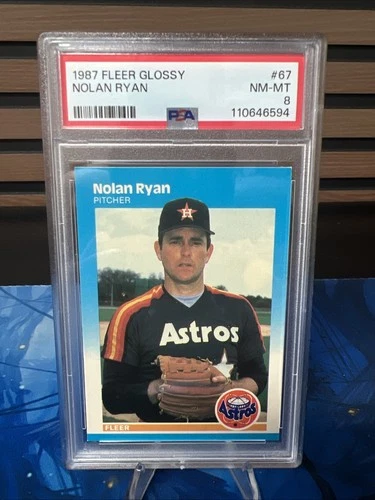 1987 FLEER GLOSSY #67
NOLAN RYAN NM-MT
PSA 8
110646594
Nolan Ryan
PITCHER
Astros
Astros
FLEER